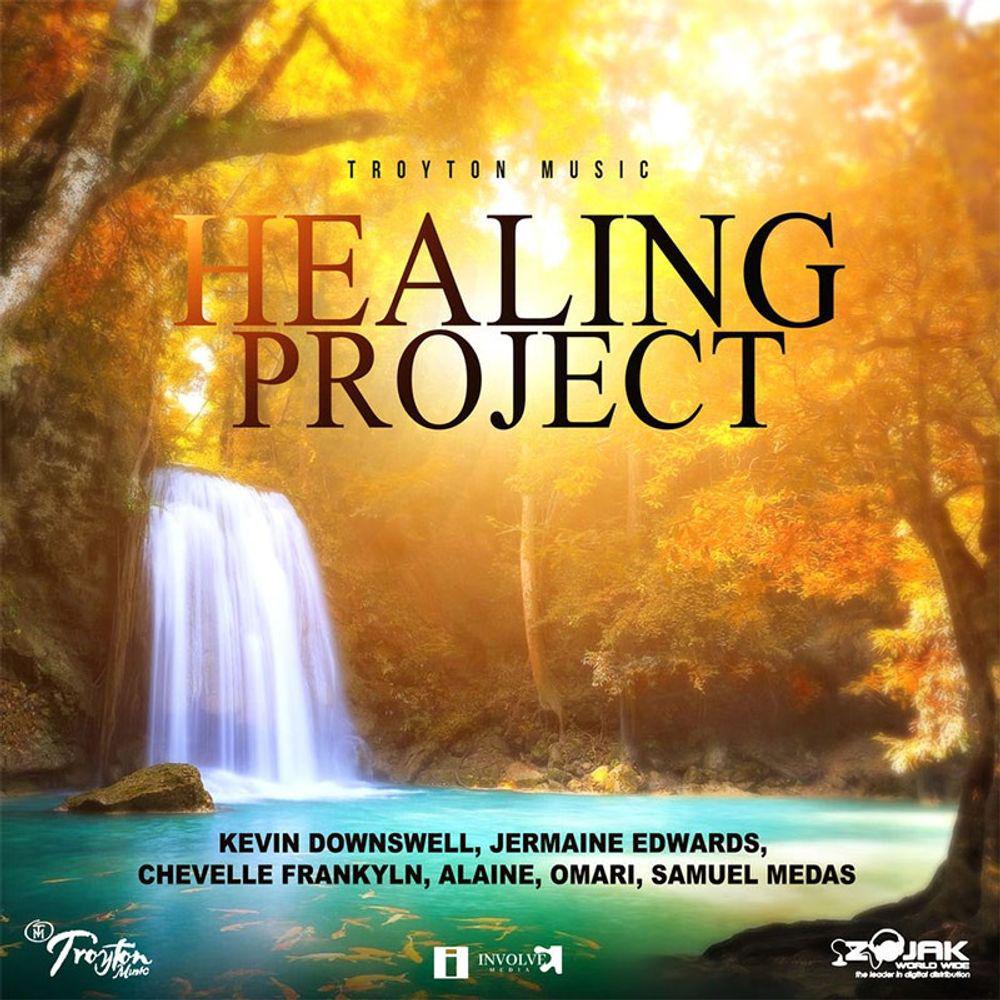 TROYTON MUSIC
HEALING
PROJECT
KEVIN DOWNSWELL, JERMAINE EDWARDS,
CHEVELLE FRANKYLN, ALAINE, OMARI, SAMUEL MEDAS
TM
Troyton
Music
i
INVOLVE
MEDIA
ZOJAK
WORLD WIDE
the leader in digital distribution